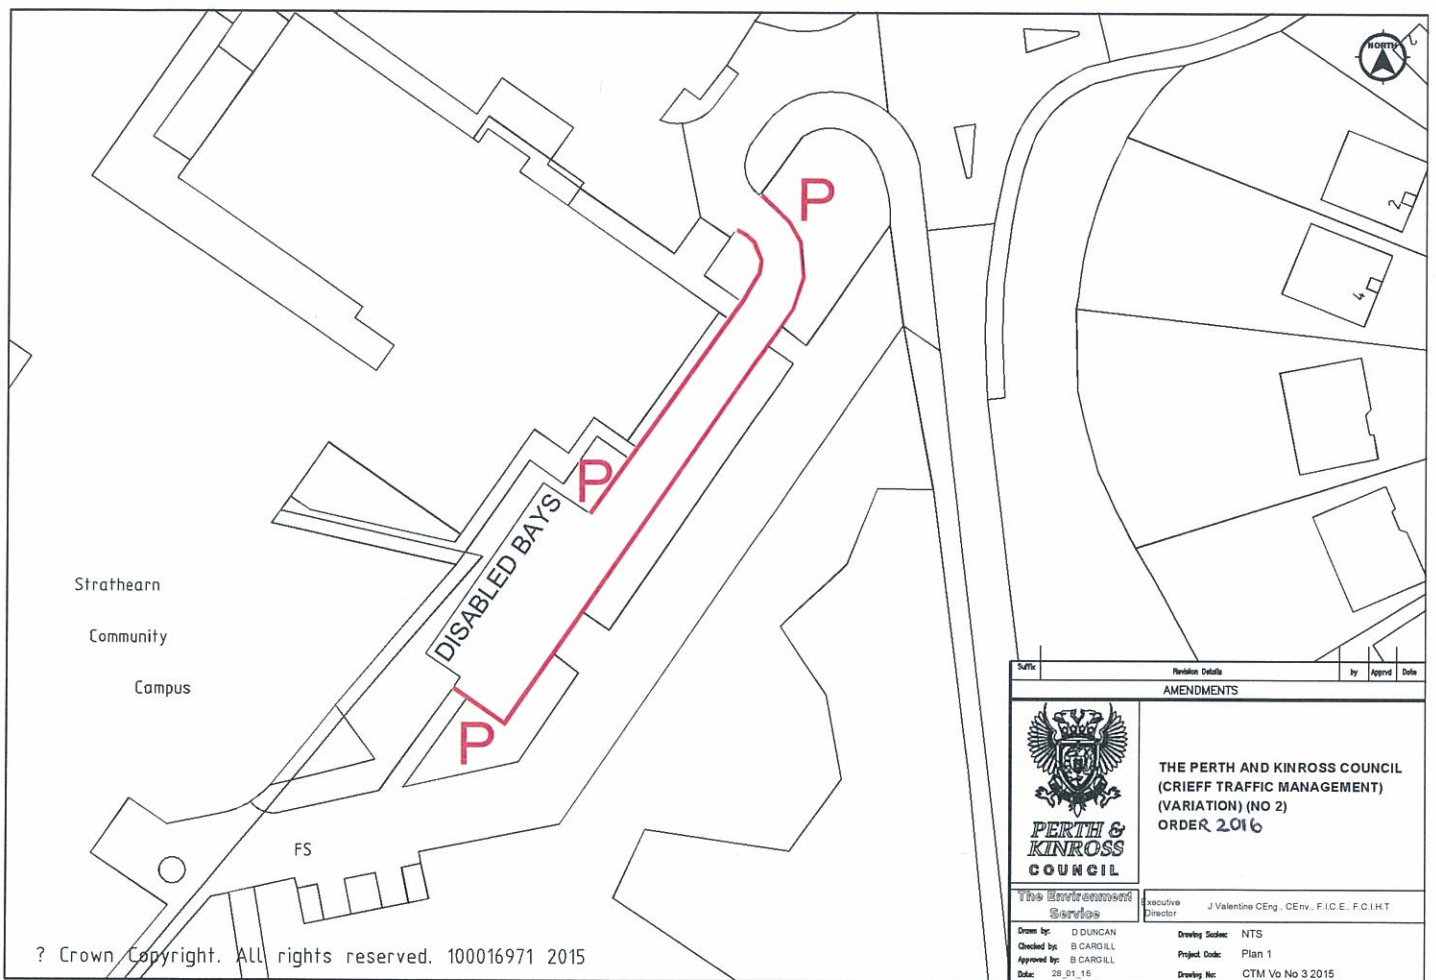 NORTH
2
2
4
P
P
DISABLED BAYS
P
Strathearn
Community
Campus
FS
? Crown Copyright. All rights reserved. 100016971 2015
Suffix Revision Details by Apprvd Date
AMENDMENTS
PERTH &
KINROSS
COUNCIL
THE PERTH AND KINROSS COUNCIL
(CRIEFF TRAFFIC MANAGEMENT)
(VARIATION) (NO 2)
ORDER 2016
The Environment
Service
Executive
Director
J Valentine CEng., CEnv., F.I.C.E., F.C.I.H.T
Drawn by: D DUNCAN
Checked by: B CARGILL
Approved by: B CARGILL
Date: 28_01_15
Drawing Scales: NTS
Project Code: Plan 1
Drawing No: CTM Vo No 3 2015